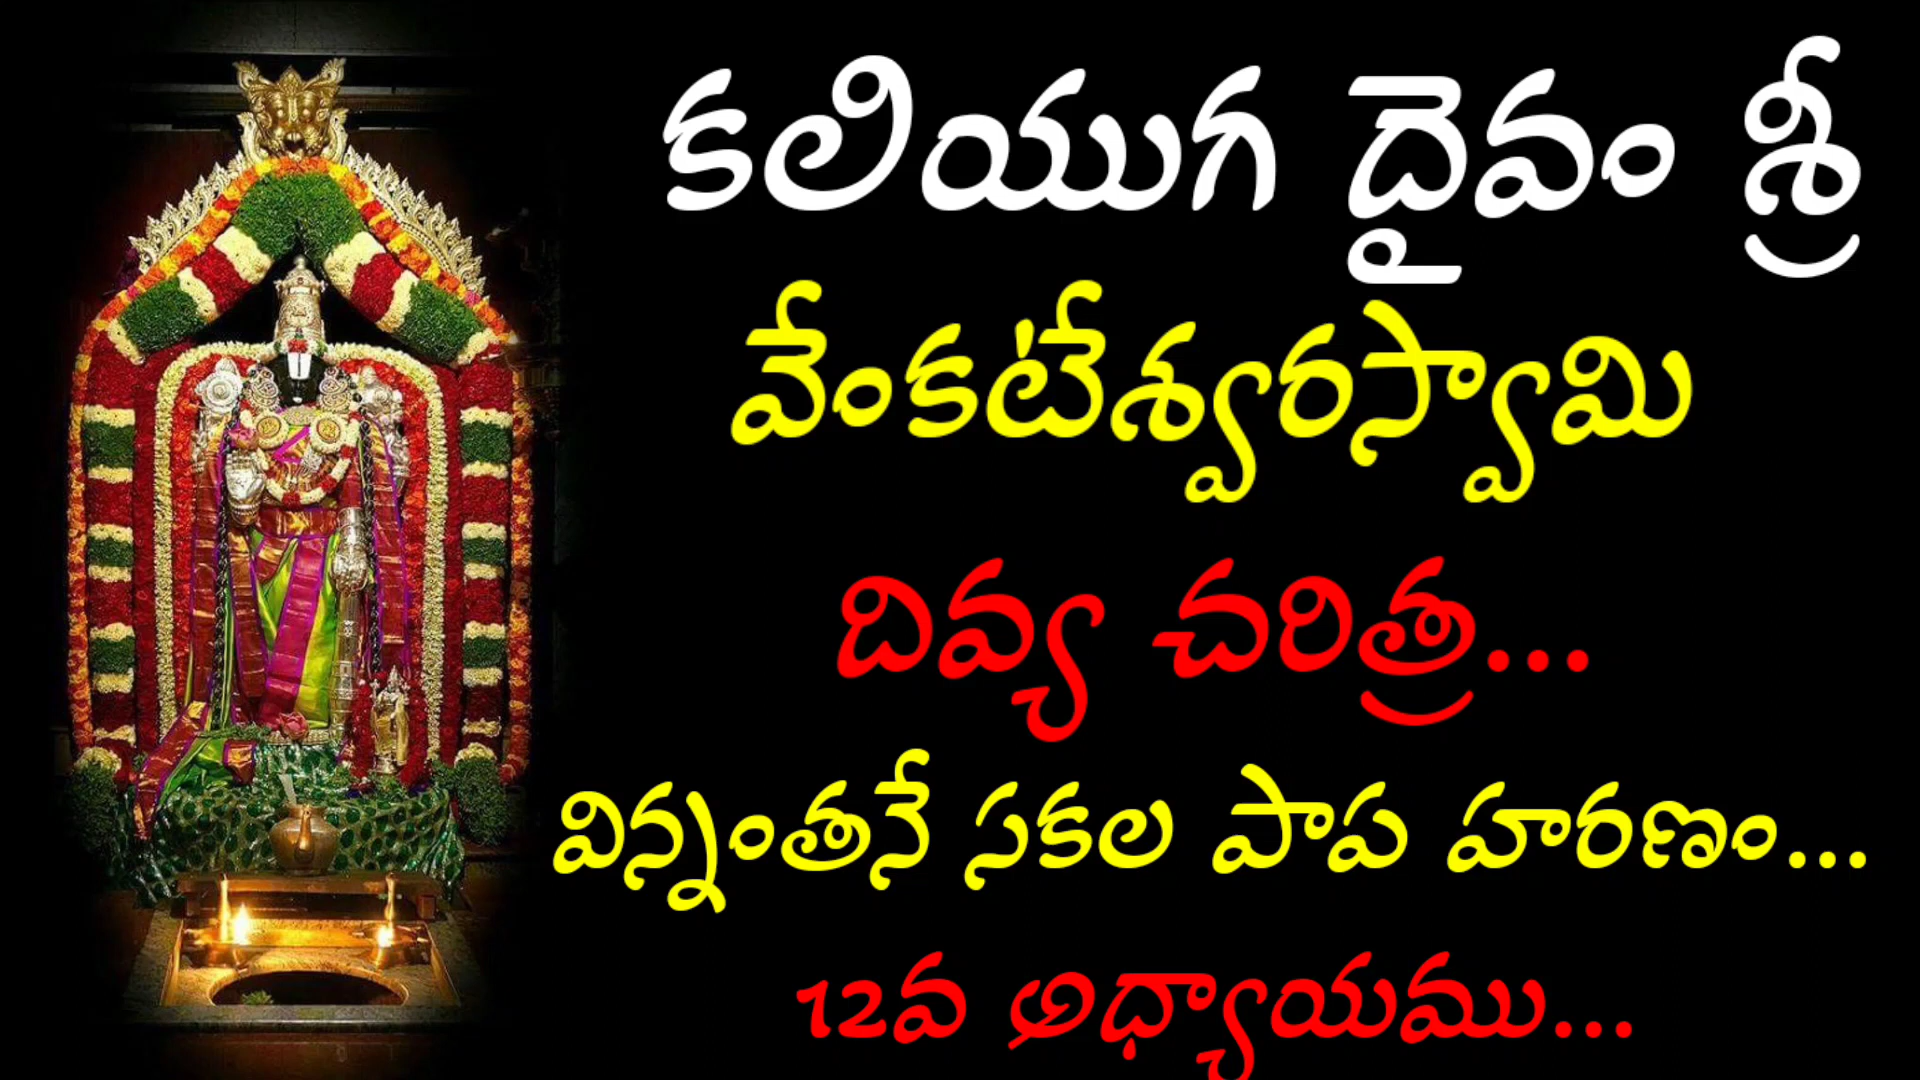 కలియుగ దైవం శ్రీ
వేంకటేశ్వరస్వామి
దివ్య చరిత్ర...
విన్నంతనే సకల పాప హరణం...
12వ అధ్యాయము...